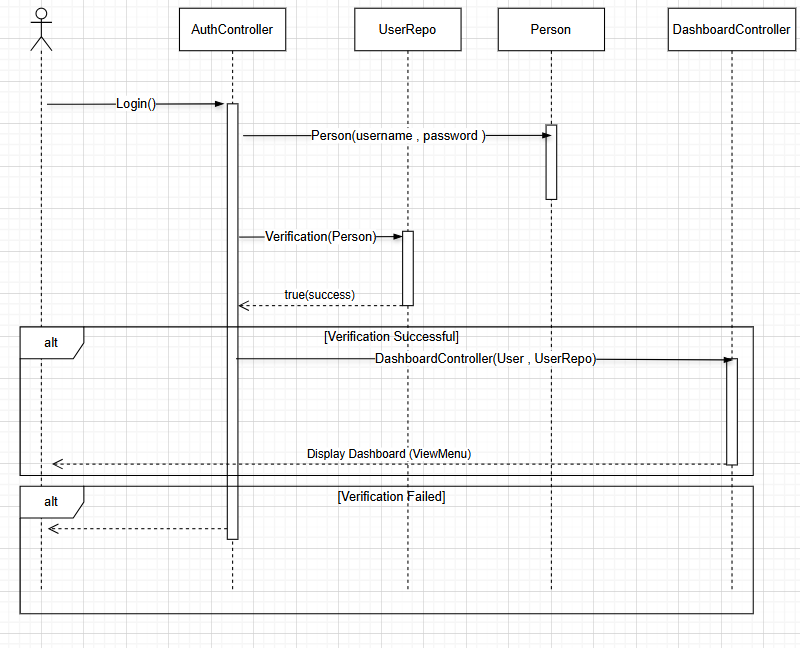 AuthController
UserRepo
Person
DashboardController
Login()
Person(username , password )
Verification(Person)
true(success)
alt
[Verification Successful]
DashboardController(User , UserRepo)
Display Dashboard (ViewMenu)
alt
[Verification Failed]